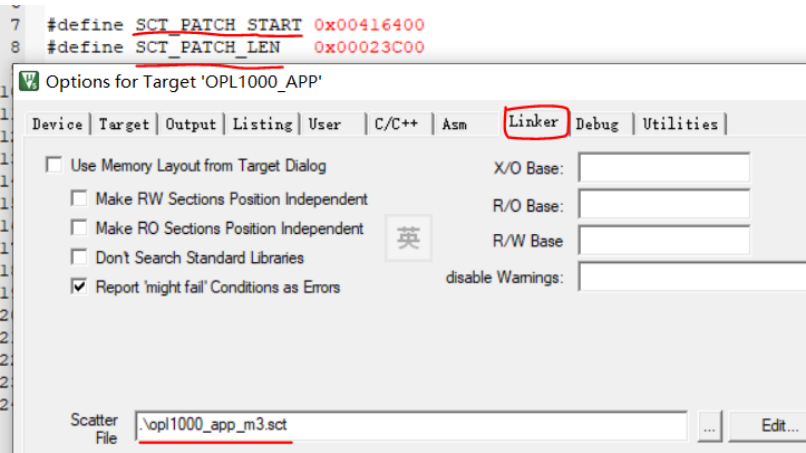 7 #define SCT_PATCH_START 0x00416400
8 #define SCT_PATCH_LEN 0x00023C00
Options for Target 'OPL1000_APP'
Device Target Output Listing User C/C++ Asm Linker Debug Utilities
Use Memory Layout from Target Dialog
X/O Base:
Make RW Sections Position Independent
R/O Base:
Make RO Sections Position Independent
R/W Base
Don't Search Standard Libraries
disable Warnings:
Report 'might fail' Conditions as Errors
英
Scatter File
.\opl1000_app_m3.sct
...
Edit...